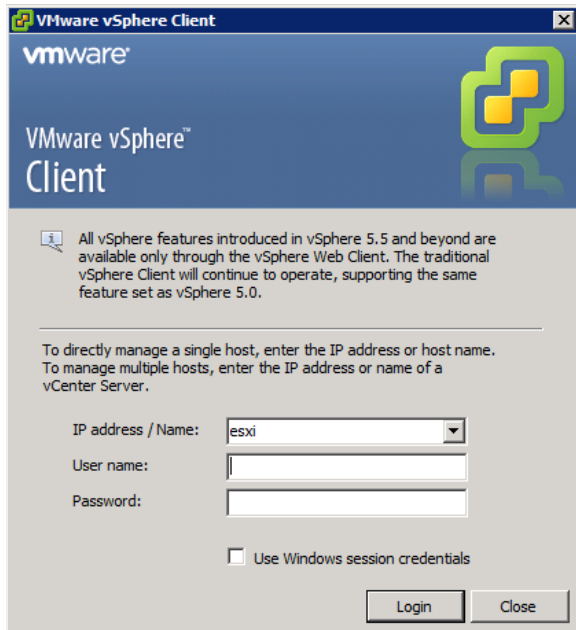 VMware vSphere Client
vmware®
VMware vSphere™
Client
All vSphere features introduced in vSphere 5.5 and beyond are
available only through the vSphere Web Client. The traditional
vSphere Client will continue to operate, supporting the same
feature set as vSphere 5.0.
To directly manage a single host, enter the IP address or host name.
To manage multiple hosts, enter the IP address or name of a
vCenter Server.
IP address / Name: esxi
User name:
Password:
Use Windows session credentials
Login Close